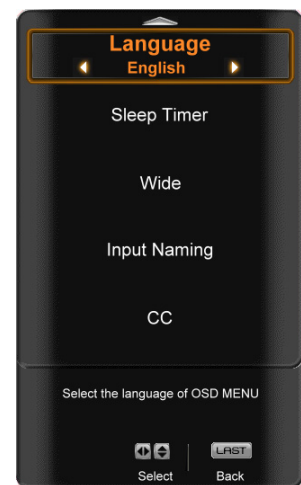 Language
English
Sleep Timer
Wide
Input Naming
CC
Select the language of OSD MENU
LAST
Select Back